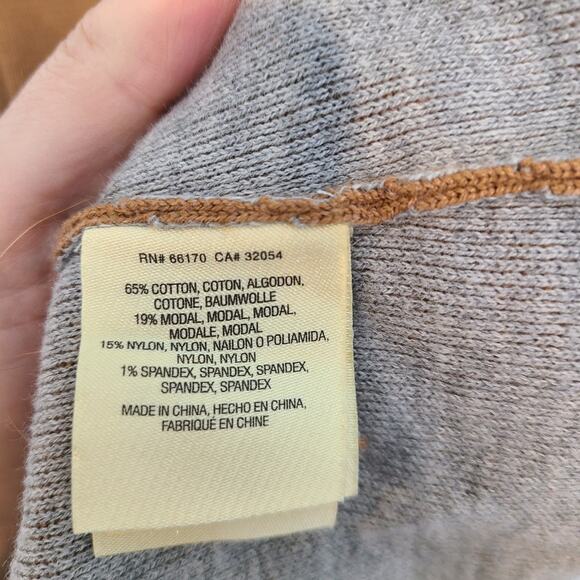 RN# 66170 CA# 32054
65% COTTON, COTON, ALGODON,
COTONE, BAUMWOLLE
19% MODAL, MODAL, MODAL,
MODALE, MODAL
15% NYLON, NYLON, NAILON O POLIAMIDA,
NYLON, NYLON
1% SPANDEX, SPANDEX, SPANDEX,
SPANDEX, SPANDEX
MADE IN CHINA, HECHO EN CHINA,
FABRIQUÉ EN CHINE